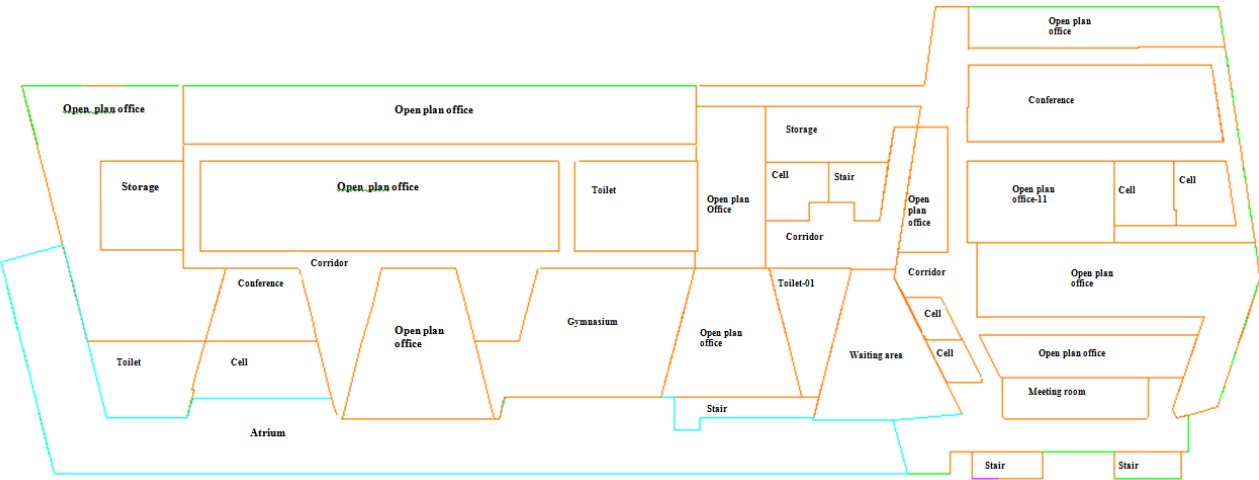 Open plan
office
Open plan office
Open plan office
Conference
Storage
Storage
Open plan office
Toilet
Cell
Stair
Open plan
Office
Open
plan
office
Open plan
office-11
Cell
Cell
Corridor
Corridor
Conference
Toilet-01
Corridor
Open plan
office
Gymnasium
Open plan
office
Open plan
office
Cell
Waiting area
Cell
Open plan office
Toilet
Cell
Meeting room
Stair
Atrium
Stair
Stair